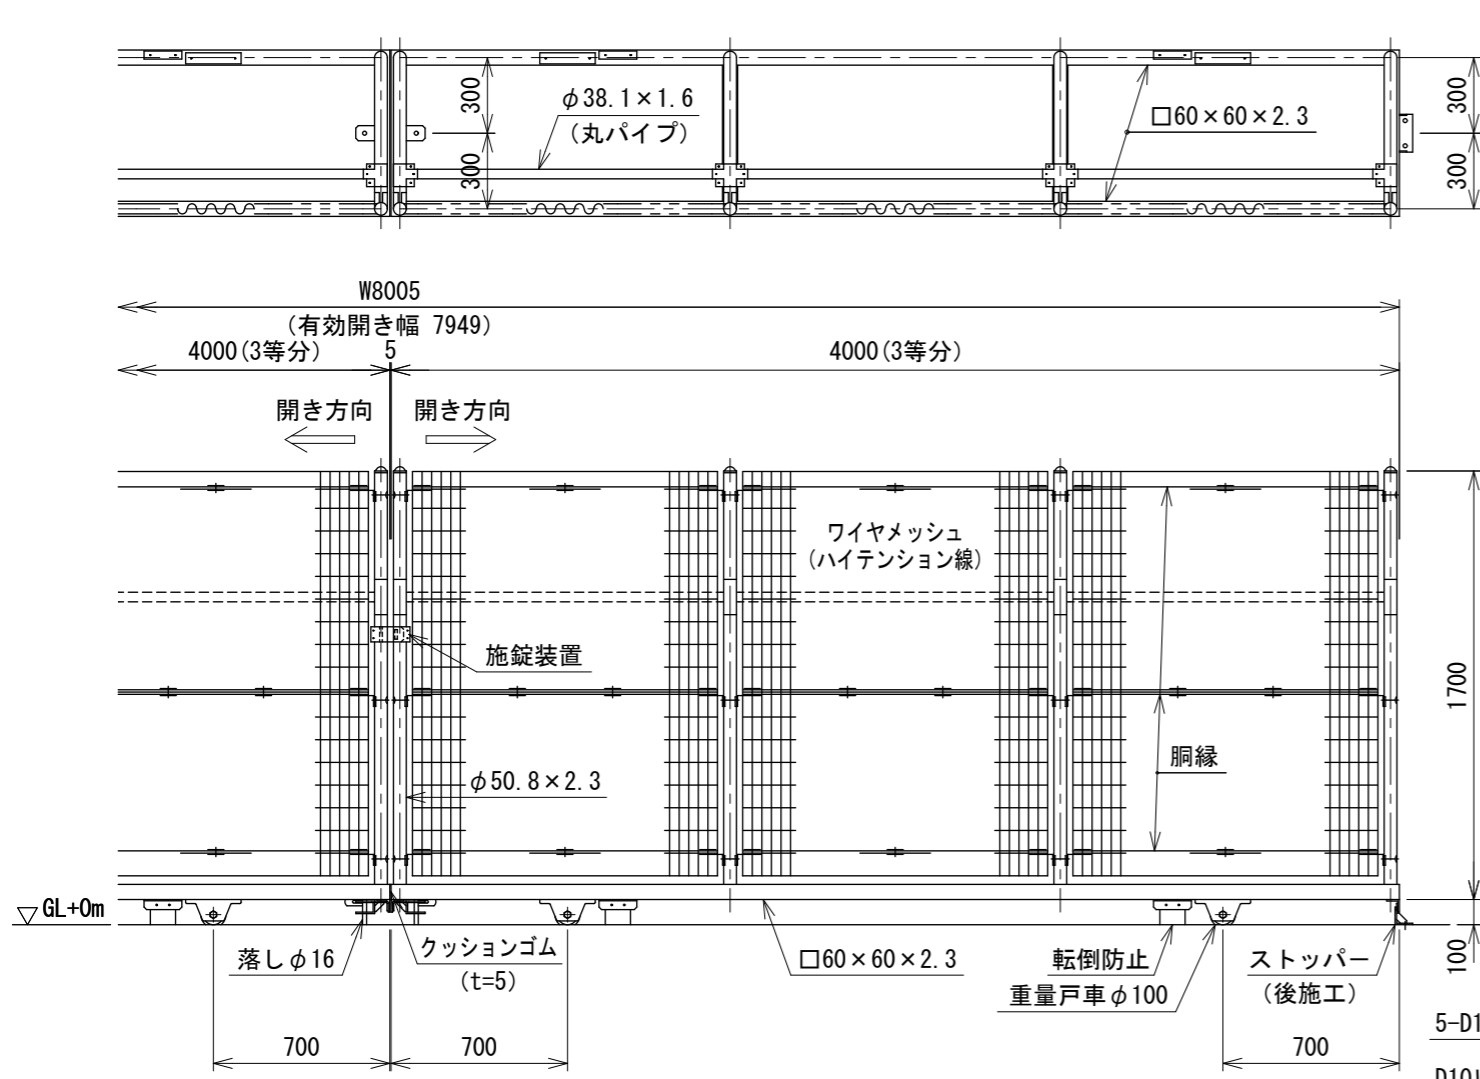 300
300
φ38.1×1.6
(丸パイプ)
□60×60×2.3
300
300
W8005
(有効開き幅 7949)
4000(3等分)
5
4000(3等分)
開き方向
開き方向
ワイヤメッシュ
(ハイテンション線)
施錠装置
1700
胴縁
φ50.8×2.3
▽GL+0m
落しφ16
クッションゴム
(t=5)
□60×60×2.3
転倒防止
重量戸車φ100
ストッパー
(後施工)
100
700
700
700
5-D1